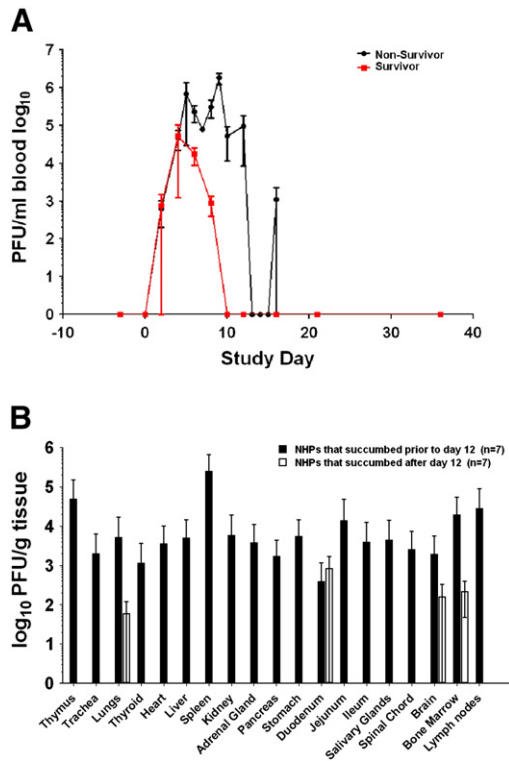 A
Non-Survivor
Survivor
PFU/ml blood log10
7
6
5
4
3
2
1
0
-10 0 10 20 30 40
Study Day
B
NHPs that succumbed prior to day 12 (n=7)
NHPs that succumbed after day 12 (n=7)
log10 PFU/g tissue
6
5
4
3
2
1
0
Thymus
Trachea
Lungs
Thyroid
Heart
Liver
Spleen
Kidney
Adrenal Gland
Pancreas
Stomach
Duodenum
Jejunum
Ileum
Salivary Glands
Spinal Chord
Brain
Bone Marrow
Lymph nodes